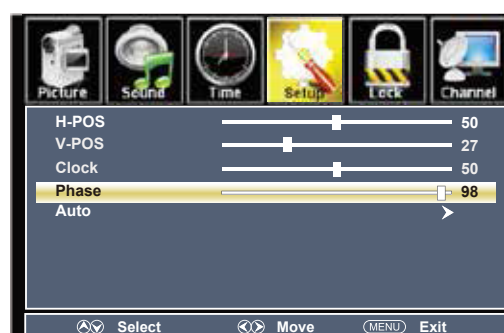 Picture Sound Time Setup Lock Channel
H-POS 50
V-POS 27
Clock 50
Phase 98
Auto
Select Move MENU Exit